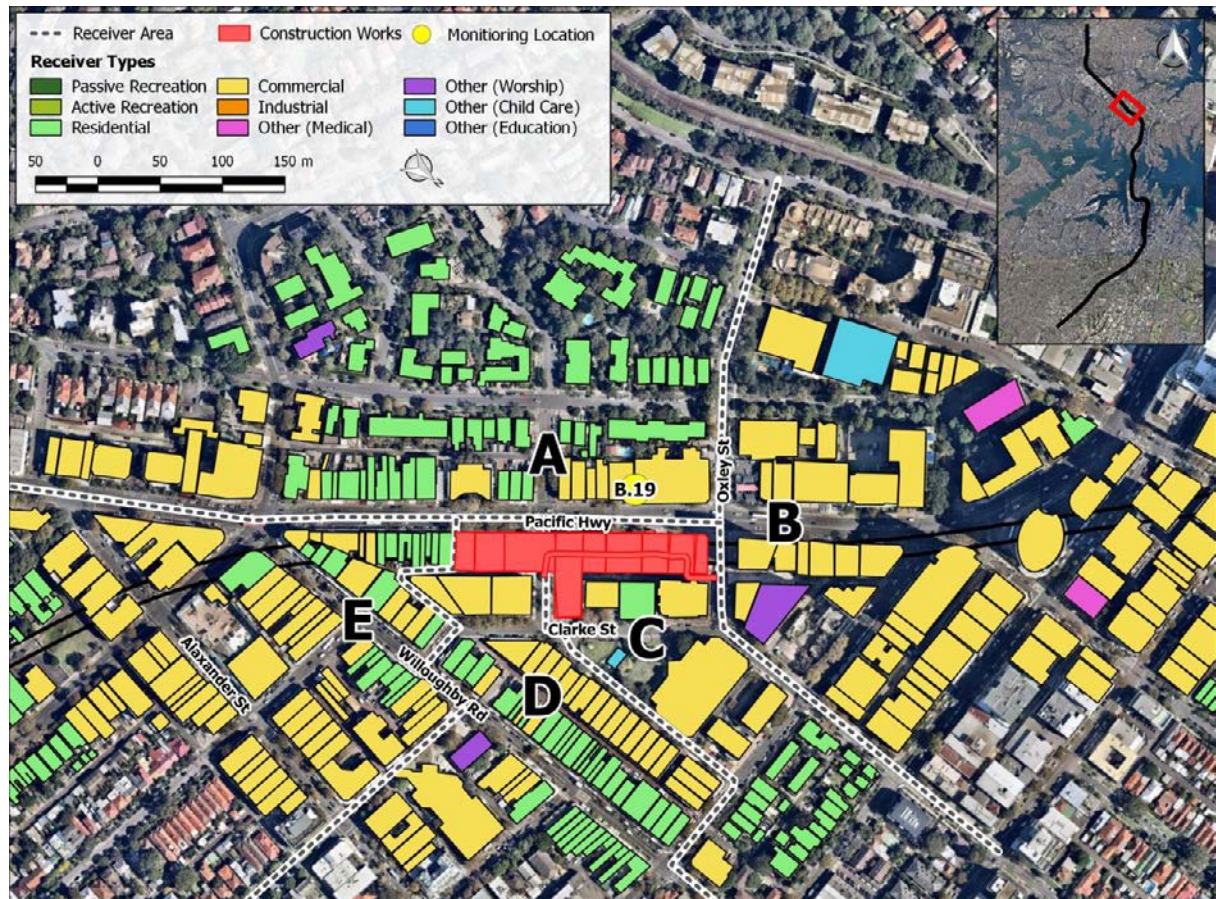 Receiver Area Construction Works Monitoring Location
Receiver Types
Passive Recreation Commercial Other (Worship)
Active Recreation Industrial Other (Child Care)
Residential Other (Medical) Other (Education)
50 0 50 100 150 m
A
B.19
Oxley St
B
Pacific Hwy
E
Clarke St
C
Alaxander St
Willoughby Rd
D